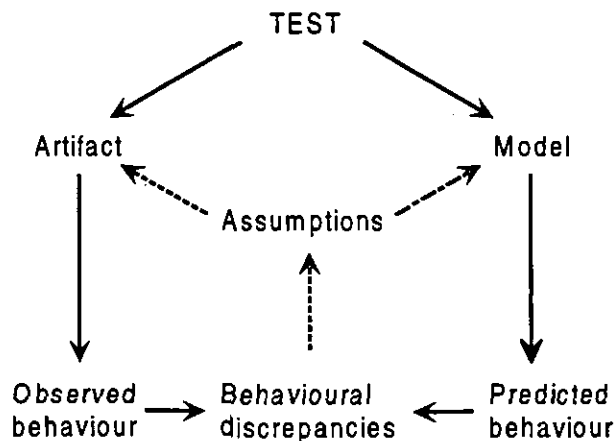 TEST
Artifact
Model
Assumptions
Observed
behaviour
Behavioural
discrepancies
Predicted
behaviour